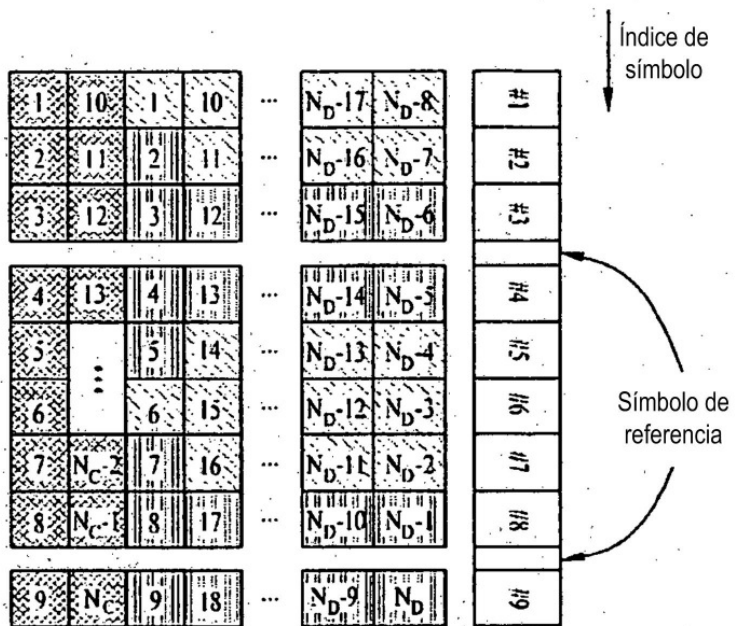 Índice de
símbolo
1 10 1 10 ... N_D-17 N_D-8 #1
2 11 2 11 N_D-16 N_D-7 #2
3 12 3 12 ... N_D-15 N_D-6 #3
4 13 4 13 ... N_D-14 N_D-5 #4
5 ... 5 14 ... N_D-13 N_D-4 #5
6 6 15 ... N_D-12 N_D-3 #6
Símbolo de
referencia
7 N_C-2 7 16 ... N_D-11 N_D-2 #7
8 N_C-1 8 17 ... N_D-10 N_D-1 #8
9 N_C 9 18 ... N_D-9 N_D #9